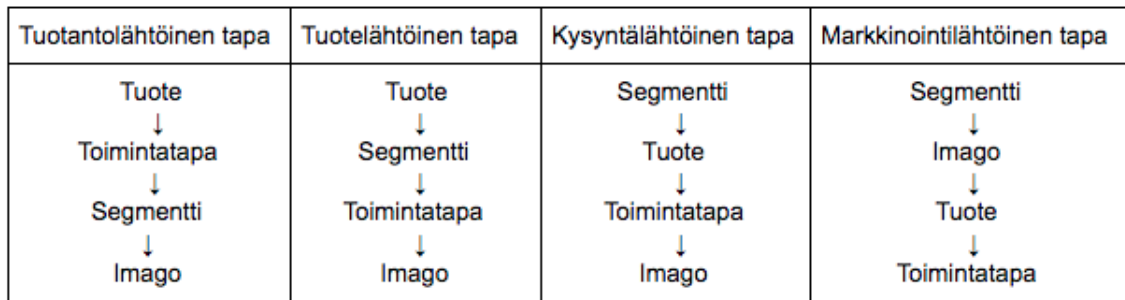 Tuotantolähtöinen tapa Tuotelähtöinen tapa Kysyntälähtöinen tapa Markkinointilähtöinen tapa
Tuote Tuote Segmentti Segmentti
↓ ↓ ↓ ↓
Toimintatapa Segmentti Tuote Imago
↓ ↓ ↓ ↓
Segmentti Toimintatapa Toimintatapa Tuote
↓ ↓ ↓ ↓
Imago Imago Imago Toimintatapa